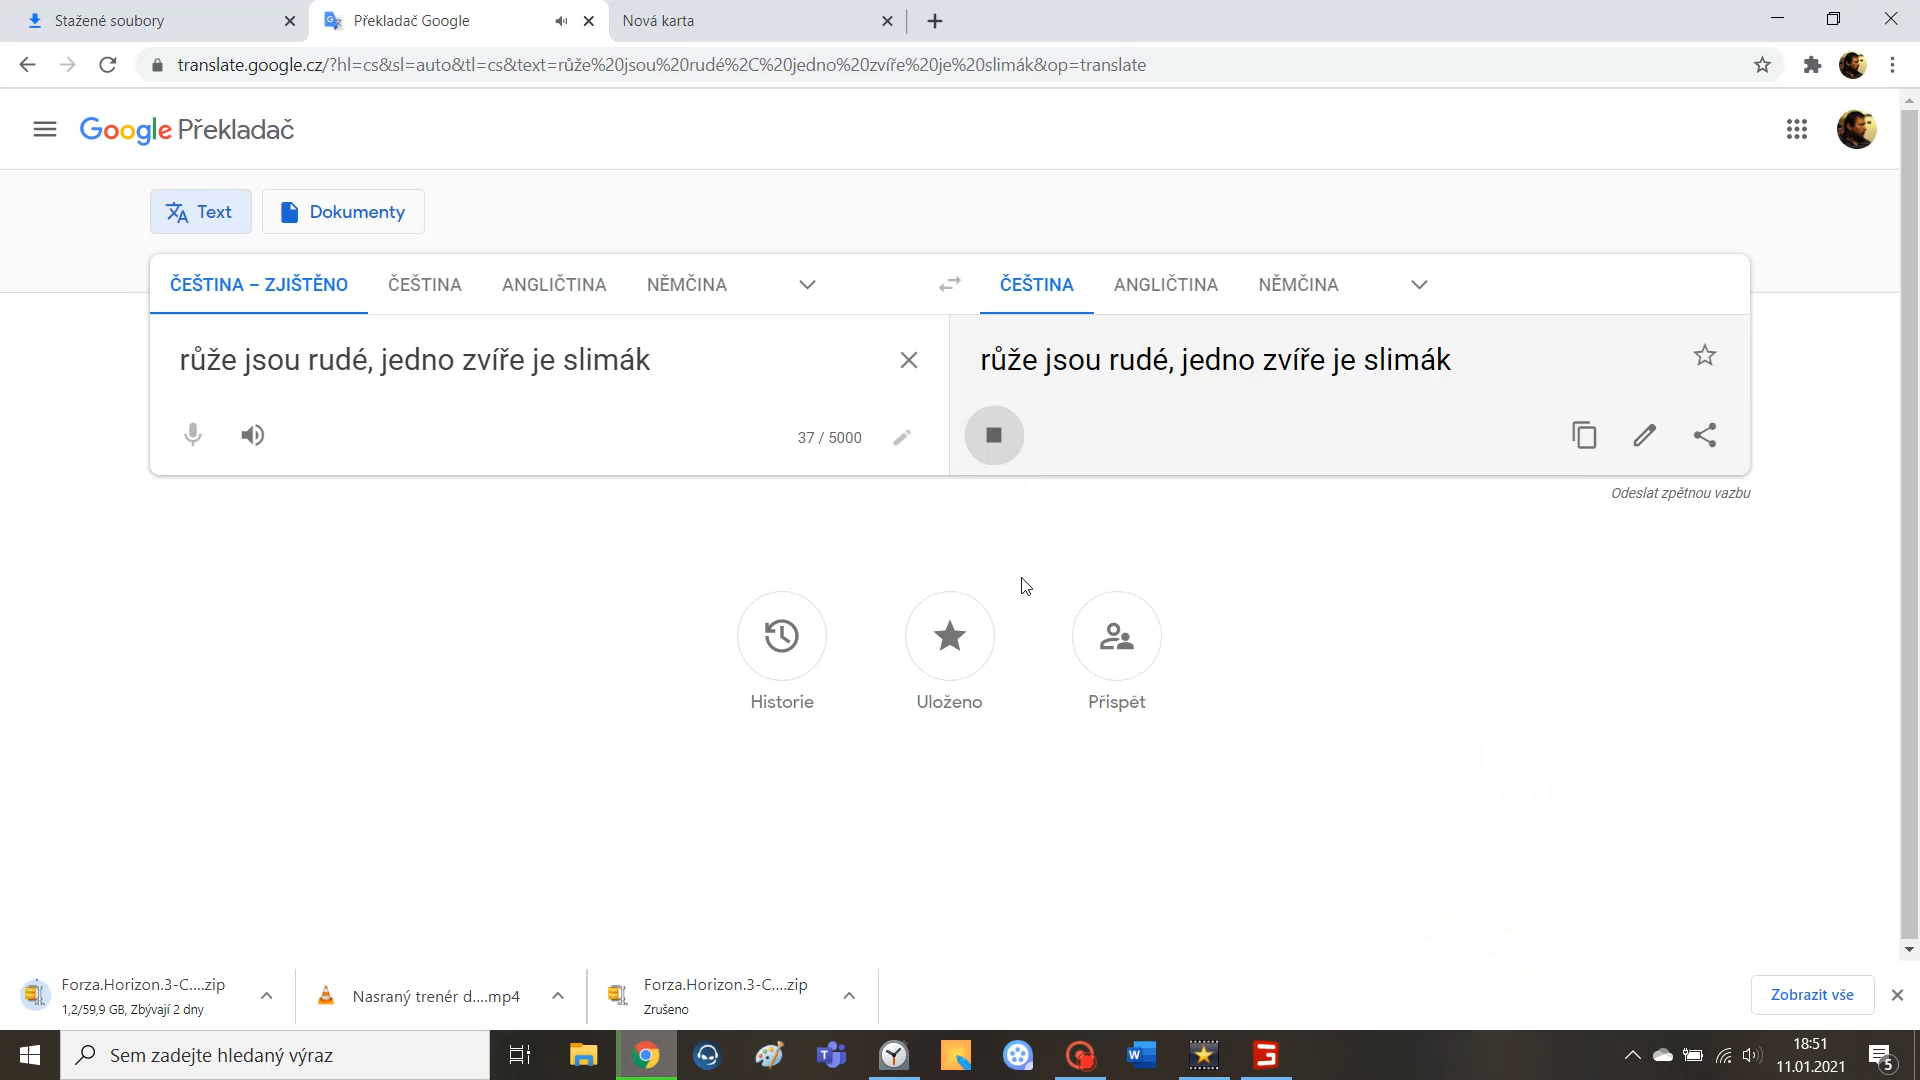 Stažené soubory
Překladač Google
Nová karta
translate.google.cz/?hl=cs&sl=auto&tl=cs&text=růže%20jsou%20rudé%2C%20jedno%20zvíře%20je%20slimák&op=translate
Google Překladač
Text
Dokumenty
ČEŠTINA – ZJIŠTĚNO
ČEŠTINA
ANGLIČTINA
NĚMČINA
ČEŠTINA
ANGLIČTINA
NĚMČINA
růže jsou rudé, jedno zvíře je slimák
růže jsou rudé, jedno zvíře je slimák
37 / 5000
Odeslat zpětnou vazbu
Historie
Uloženo
Přispět
Forza.Horizon.3-C....zip
1,2/59,9 GB, Zbývají 2 dny
Nasraný trenér d....mp4
Forza.Horizon.3-C....zip
Zrušeno
Zobrazit vše
Sem zadejte hledaný výraz
18:51
11.01.2021
5